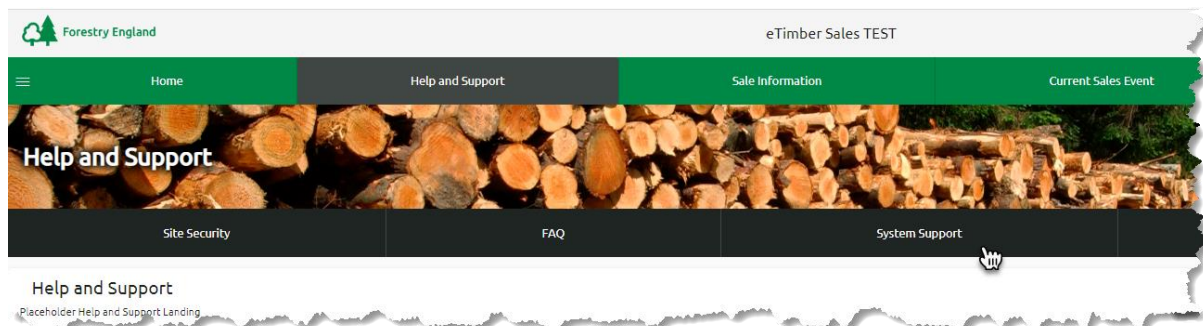 Forestry England
eTimber Sales TEST
Home Help and Support Sale Information Current Sales Event
Help and Support
Site Security FAQ System Support
Help and Support
Placeholder Help and Support Landing